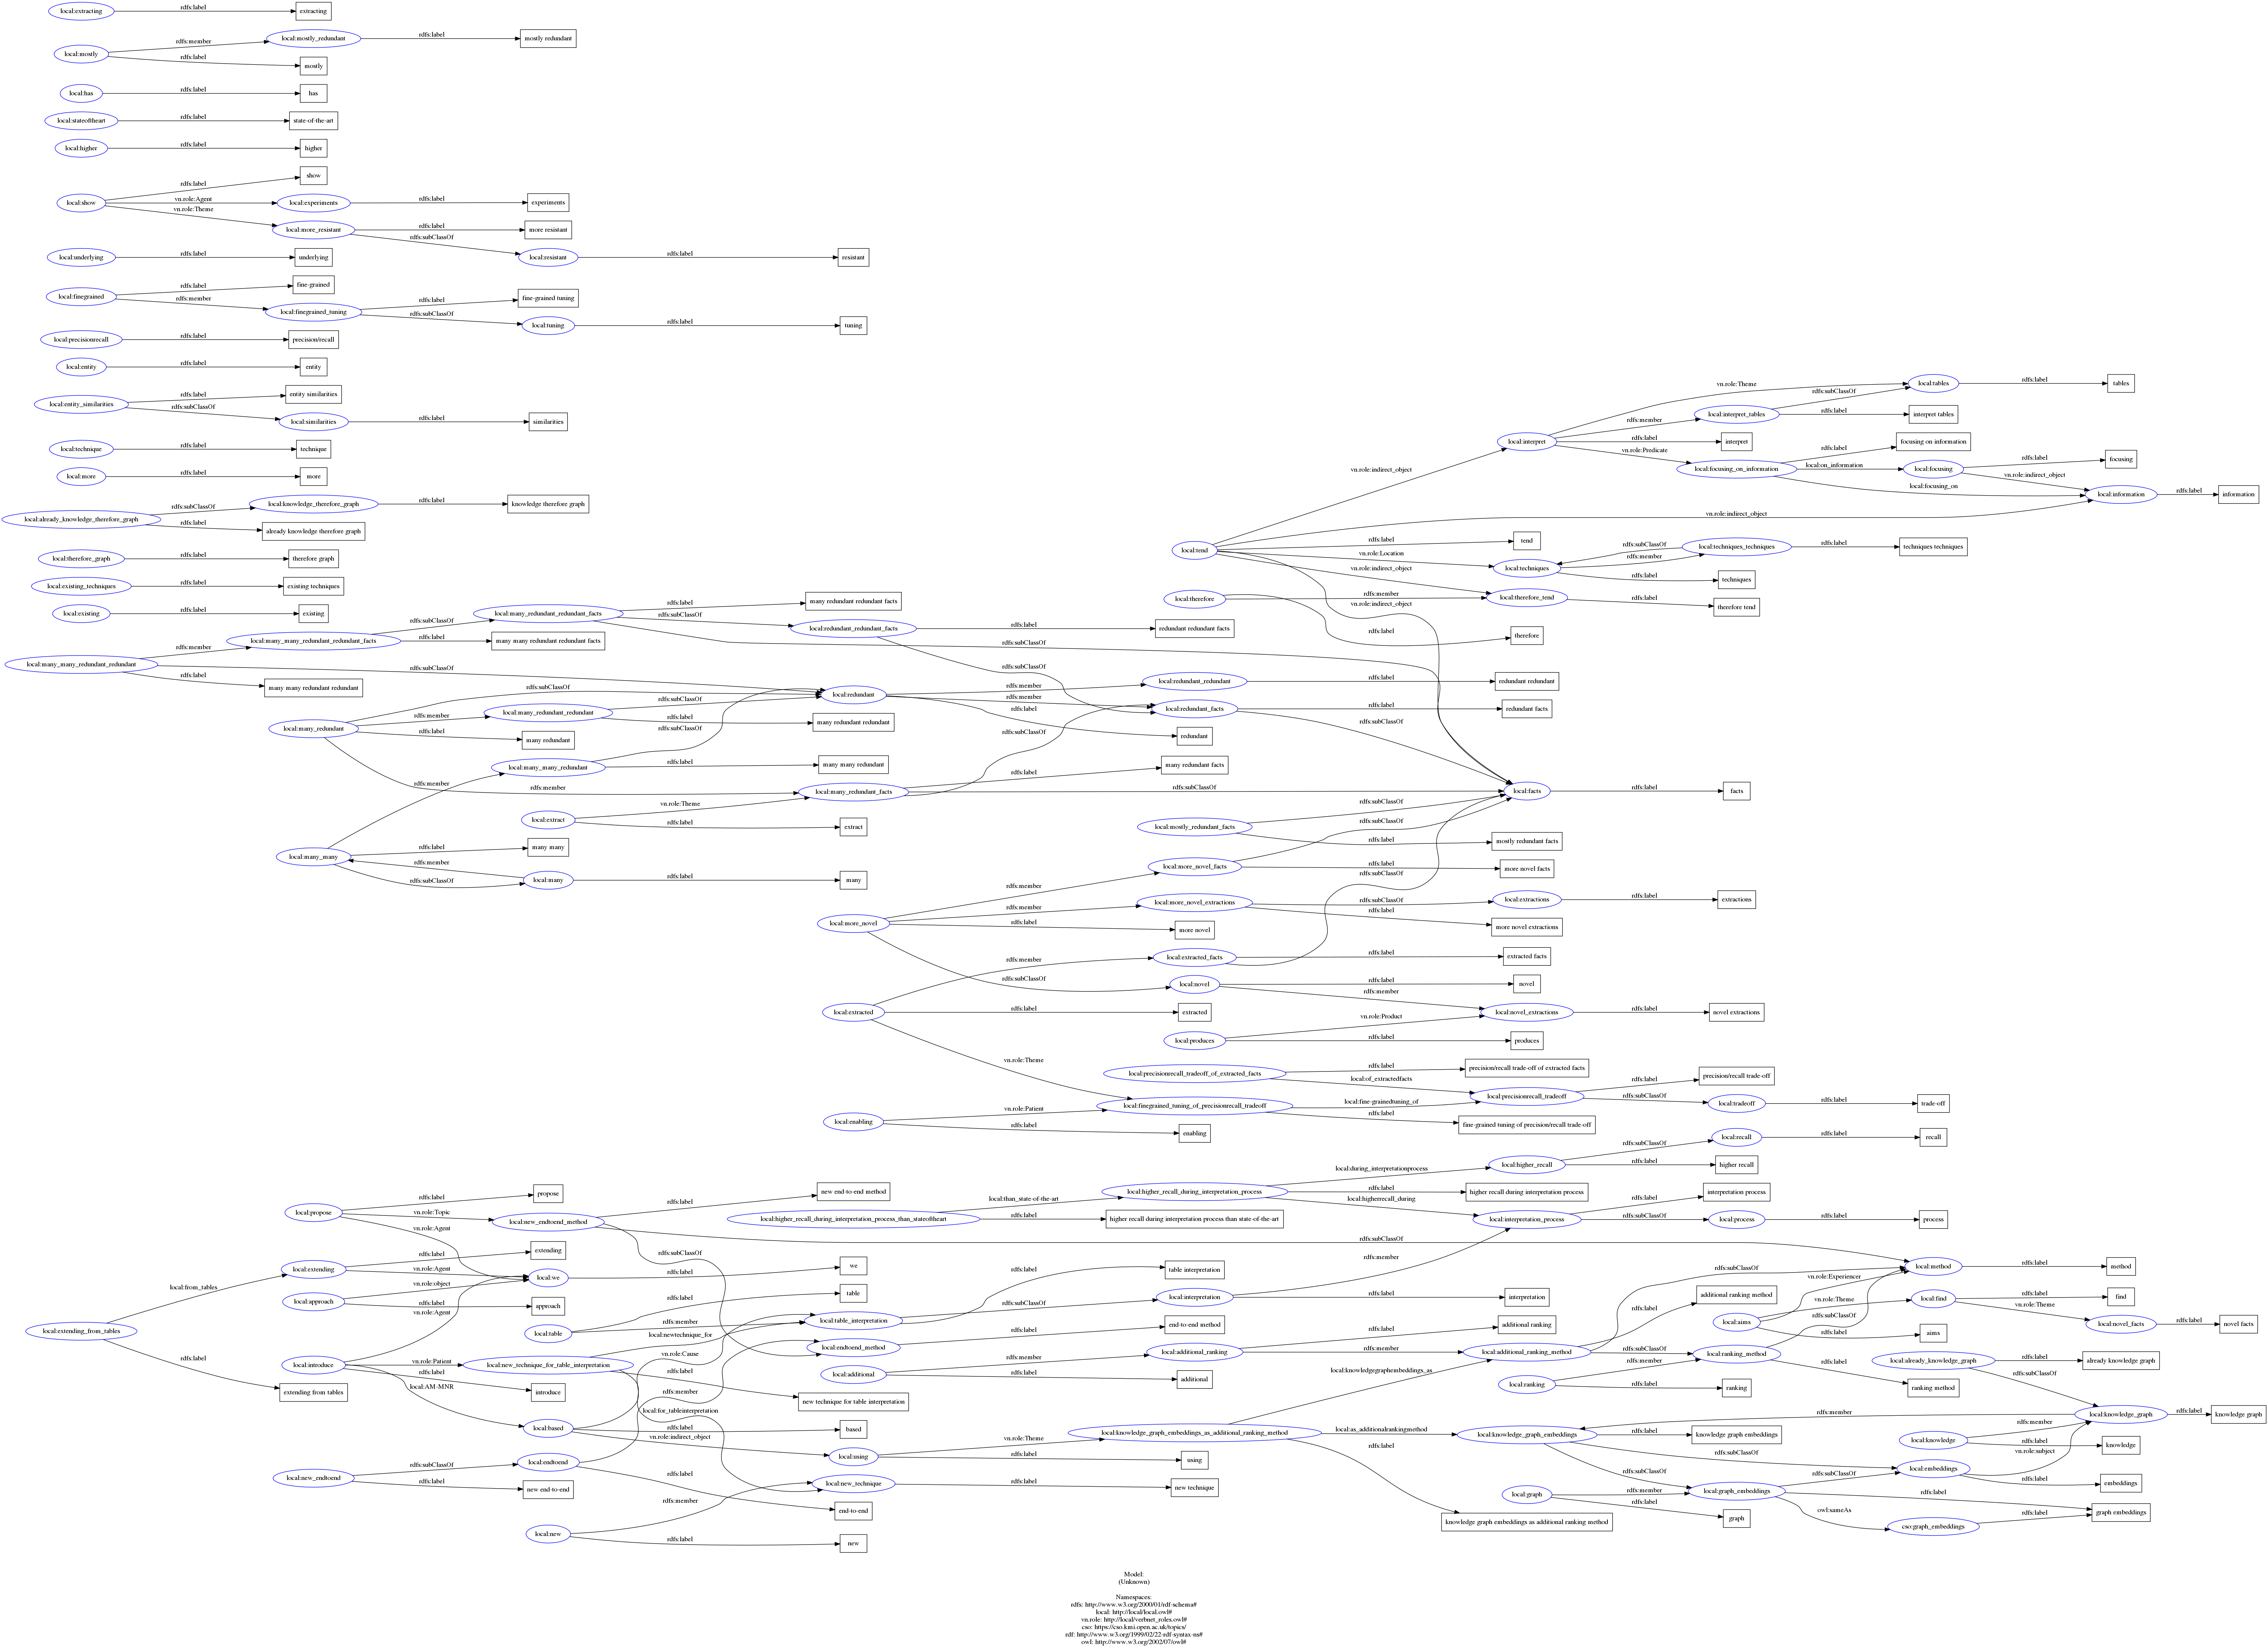 local:extracting
rdfs:label
extracting
local:mostly
rdfs:member
local:mostly_redundant
rdfs:label
mostly redundant
rdfs:label
mostly
local:has
rdfs:label
has
local:stateoftheart
rdfs:label
state-of-the-art
local:higher
rdfs:label
higher
local:show
rdfs:label
show
vn.role:Agent
local:experiments
rdfs:label
experiments
vn.role:Theme
local:more_resistant
rdfs:label
more resistant
rdfs:subClassOf
local:resistant
rdfs:label
resistant
local:underlying
rdfs:label
underlying
local:finegrained
rdfs:label
fine-grained
rdfs:member
local:finegrained_tuning
rdfs:label
fine-grained tuning
rdfs:subClassOf
local:tuning
rdfs:label
tuning
local:precisionrecall
rdfs:label
precision/recall
local:entity
rdfs:label
entity
local:entity_similarities
rdfs:label
entity similarities
rdfs:subClassOf
local:similarities
rdfs:label
similarities
local:technique
rdfs:label
technique
local:more
rdfs:label
more
local:already_knowledge_therefore_graph
rdfs:subClassOf
local:knowledge_therefore_graph
rdfs:label
knowledge therefore graph
rdfs:label
already knowledge therefore graph
local:therefore_graph
rdfs:label
therefore graph
local:existing_techniques
rdfs:label
existing techniques
local:existing
rdfs:label
existing
local:tend
vn.role:indirect_object
local:interpret
vn.role:Theme
local:tables
rdfs:label
tables
rdfs:subClassOf
rdfs:member
local:interpret_tables
rdfs:label
interpret tables
rdfs:label
interpret
vn.role:Predicate
local:focusing_on_information
rdfs:label
focusing on information
local:on_information
local:focusing
rdfs:label
focusing
vn.role:indirect_object
local:focusing_on
local:information
rdfs:label
information
vn.role:indirect_object
rdfs:label
tend
vn.role:Location
local:techniques
rdfs:subClassOf
rdfs:member
local:techniques_techniques
rdfs:label
techniques techniques
rdfs:label
techniques
vn.role:indirect_object
vn.role:indirect_object
local:therefore
rdfs:member
local:therefore_tend
rdfs:label
therefore tend
rdfs:label
therefore
local:many_many_redundant_redundant
rdfs:member
local:many_many_redundant_redundant_facts
rdfs:subClassOf
local:many_redundant_redundant_facts
rdfs:label
many redundant redundant facts
rdfs:subClassOf
local:redundant_redundant_facts
rdfs:label
redundant redundant facts
rdfs:subClassOf
rdfs:label
many many redundant redundant facts
rdfs:subClassOf
rdfs:label
many many redundant redundant
rdfs:subClassOf
local:redundant
rdfs:member
local:redundant_redundant
rdfs:label
redundant redundant
rdfs:member
local:redundant_facts
rdfs:label
redundant facts
rdfs:subClassOf
rdfs:label
redundant
local:many_redundant
rdfs:subClassOf
rdfs:member
local:many_redundant_redundant
rdfs:subClassOf
rdfs:label
many redundant redundant
rdfs:label
many redundant
rdfs:member
rdfs:subClassOf
local:many_many_redundant
rdfs:label
many many redundant
local:many_redundant_facts
rdfs:label
many redundant facts
rdfs:subClassOf
rdfs:subClassOf
local:facts
rdfs:label
facts
local:extract
vn.role:Theme
rdfs:label
extract
local:many_many
rdfs:member
rdfs:label
many many
rdfs:member
rdfs:subClassOf
local:many
rdfs:label
many
local:mostly_redundant_facts
rdfs:subClassOf
rdfs:label
mostly redundant facts
local:more_novel
rdfs:member
local:more_novel_facts
rdfs:subClassOf
rdfs:label
more novel facts
rdfs:member
local:more_novel_extractions
rdfs:subClassOf
local:extractions
rdfs:label
extractions
rdfs:label
more novel extractions
rdfs:label
more novel
rdfs:subClassOf
local:extracted
rdfs:member
local:extracted_facts
rdfs:subClassOf
rdfs:label
extracted facts
local:novel
rdfs:label
novel
rdfs:member
local:novel_extractions
rdfs:label
novel extractions
rdfs:label
extracted
vn.role:Theme
local:produces
vn.role:Product
rdfs:label
produces
local:precisionrecall_tradeoff_of_extracted_facts
rdfs:label
precision/recall trade-off of extracted facts
local:of_extractedfacts
local:precisionrecall_tradeoff
rdfs:label
precision/recall trade-off
rdfs:subClassOf
local:tradeoff
rdfs:label
trade-off
local:enabling
vn.role:Patient
local:finegrained_tuning_of_precisionrecall_tradeoff
local:fine-grainedtuning_of
rdfs:label
fine-grained tuning of precision/recall trade-off
rdfs:label
enabling
local:higher_recall_during_interpretation_process_than_stateoftheart
local:than_state-of-the-art
local:higher_recall_during_interpretation_process
local:during_interpretationprocess
local:higher_recall
rdfs:subClassOf
local:recall
rdfs:label
recall
rdfs:label
higher recall
rdfs:label
higher recall during interpretation process
local:higherrecall_during
local:interpretation_process
rdfs:label
interpretation process
rdfs:subClassOf
local:process
rdfs:label
process
rdfs:label
higher recall during interpretation process than state-of-the-art
local:propose
rdfs:label
propose
vn.role:Topic
local:new_endtoend_method
rdfs:label
new end-to-end method
rdfs:subClassOf
rdfs:subClassOf
vn.role:Agent
local:extending_from_tables
local:from_tables
local:extending
rdfs:label
extending
vn.role:Agent
local:we
rdfs:label
we
rdfs:label
extending from tables
local:approach
vn.role:object
rdfs:label
approach
local:introduce
vn.role:Agent
vn.role:Patient
local:new_technique_for_table_interpretation
local:newtechnique_for
rdfs:label
new technique for table interpretation
local:for_tableinterpretation
rdfs:label
introduce
local:AM-MNR
local:table
rdfs:label
table
rdfs:member
local:table_interpretation
rdfs:label
table interpretation
rdfs:subClassOf
local:interpretation
rdfs:member
rdfs:label
interpretation
local:based
vn.role:Cause
rdfs:label
based
vn.role:indirect_object
local:using
vn.role:Theme
rdfs:label
using
local:new_endtoend
rdfs:subClassOf
local:endtoend
rdfs:member
rdfs:label
end-to-end
rdfs:label
new end-to-end
local:endtoend_method
rdfs:label
end-to-end method
local:new
rdfs:member
local:new_technique
rdfs:label
new technique
rdfs:label
new
local:additional
rdfs:member
local:additional_ranking
rdfs:label
additional ranking
rdfs:member
local:additional_ranking_method
rdfs:subClassOf
rdfs:label
additional ranking method
rdfs:subClassOf
rdfs:label
additional
local:method
rdfs:label
method
local:aims
vn.role:Experiencer
vn.role:Theme
local:find
rdfs:label
find
vn.role:Theme
local:novel_facts
rdfs:label
novel facts
rdfs:label
aims
local:ranking
rdfs:member
local:ranking_method
rdfs:subClassOf
rdfs:label
ranking method
rdfs:label
ranking
local:already_knowledge_graph
rdfs:label
already knowledge graph
rdfs:subClassOf
local:knowledge_graph_embeddings_as_additional_ranking_method
local:knowledgegraphembeddings_as
local:as_additionalrankingmethod
rdfs:label
knowledge graph embeddings as additional ranking method
local:knowledge_graph_embeddings
rdfs:member
rdfs:label
knowledge graph embeddings
rdfs:subClassOf
rdfs:subClassOf
local:knowledge_graph
rdfs:label
knowledge graph
local:knowledge
rdfs:member
rdfs:label
knowledge
local:embeddings
vn.role:subject
rdfs:label
embeddings
local:graph
rdfs:member
local:graph_embeddings
rdfs:subClassOf
rdfs:label
graph embeddings
owl:sameAs
cso:graph_embeddings
rdfs:label
rdfs:label
graph
Model:
(Unknown)
Namespaces:
rdfs: http://www.w3.org/2000/01/rdf-schema#
local: http://local/local.owl#
vn.role: http://local/verbnet_roles.owl#
cso: https://cso.kmi.open.ac.uk/topics/
rdf: http://www.w3.org/1999/02/22-rdf-syntax-ns#
owl: http://www.w3.org/2002/07/owl#